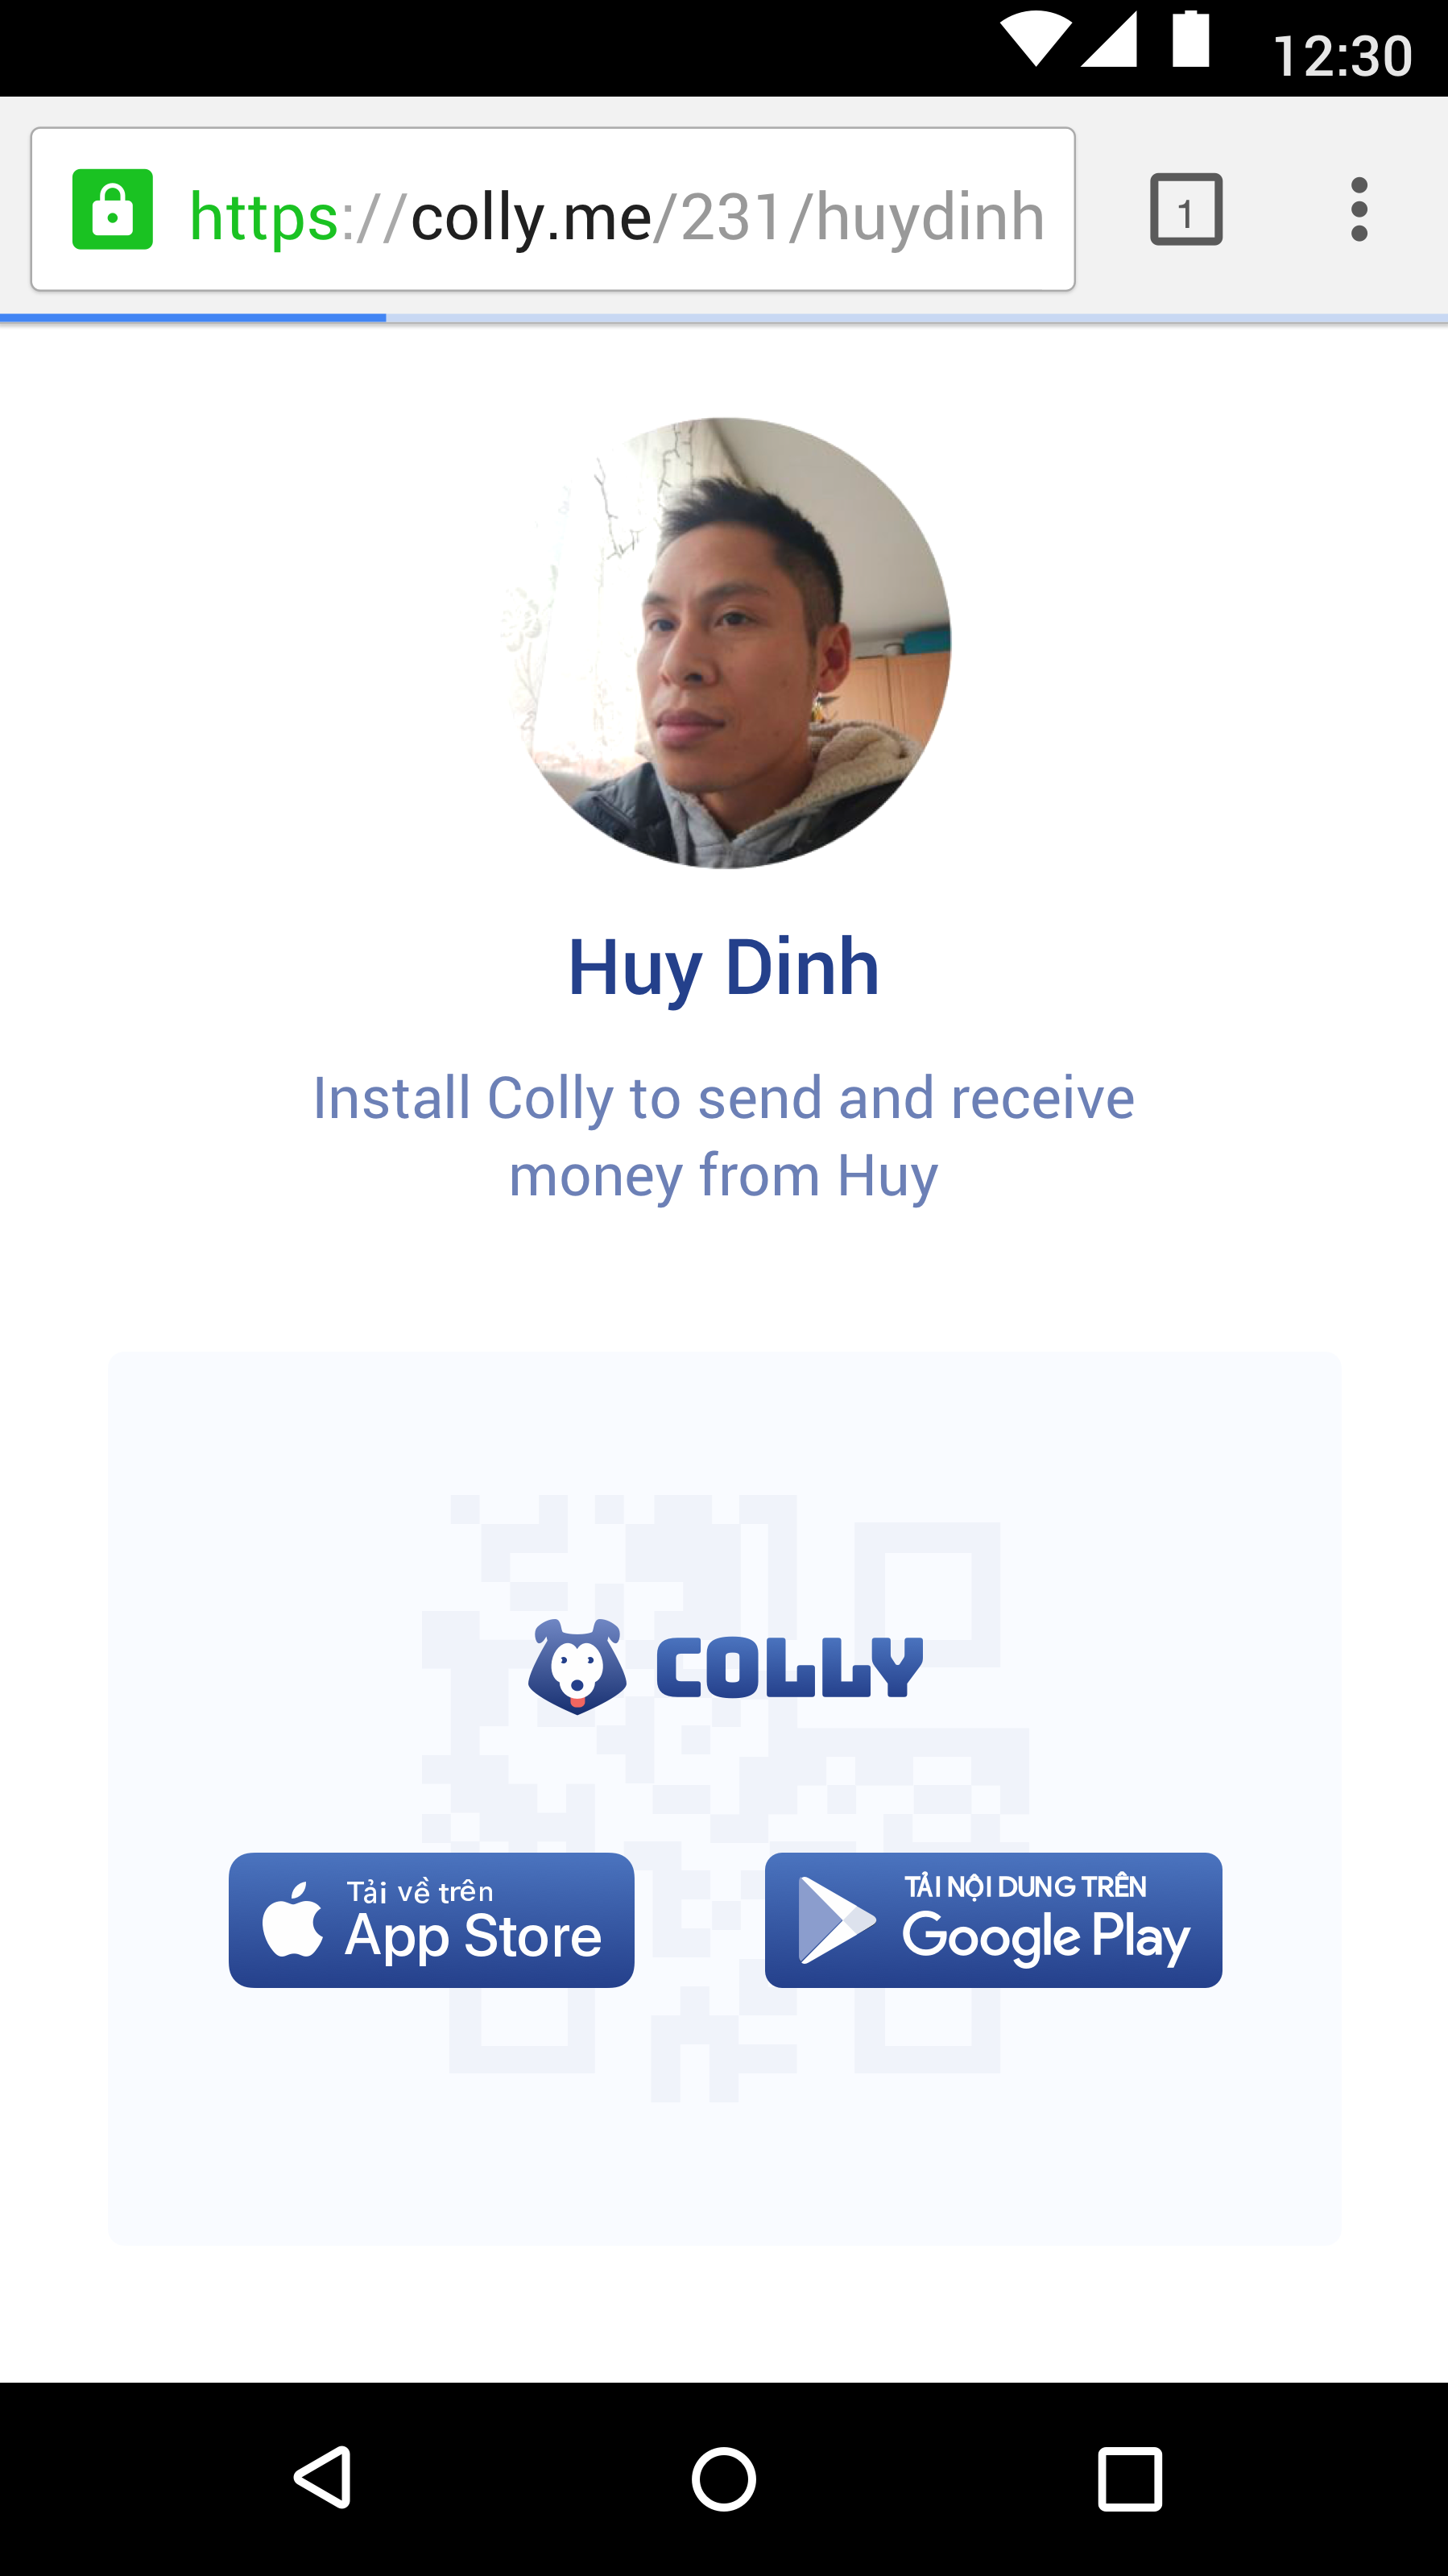 12:30
https://colly.me/231/huydinh
1
Huy Dinh
Install Colly to send and receive
money from Huy
COLLY
Tải về trên
App Store
TẢI NỘI DUNG TRÊN
Google Play